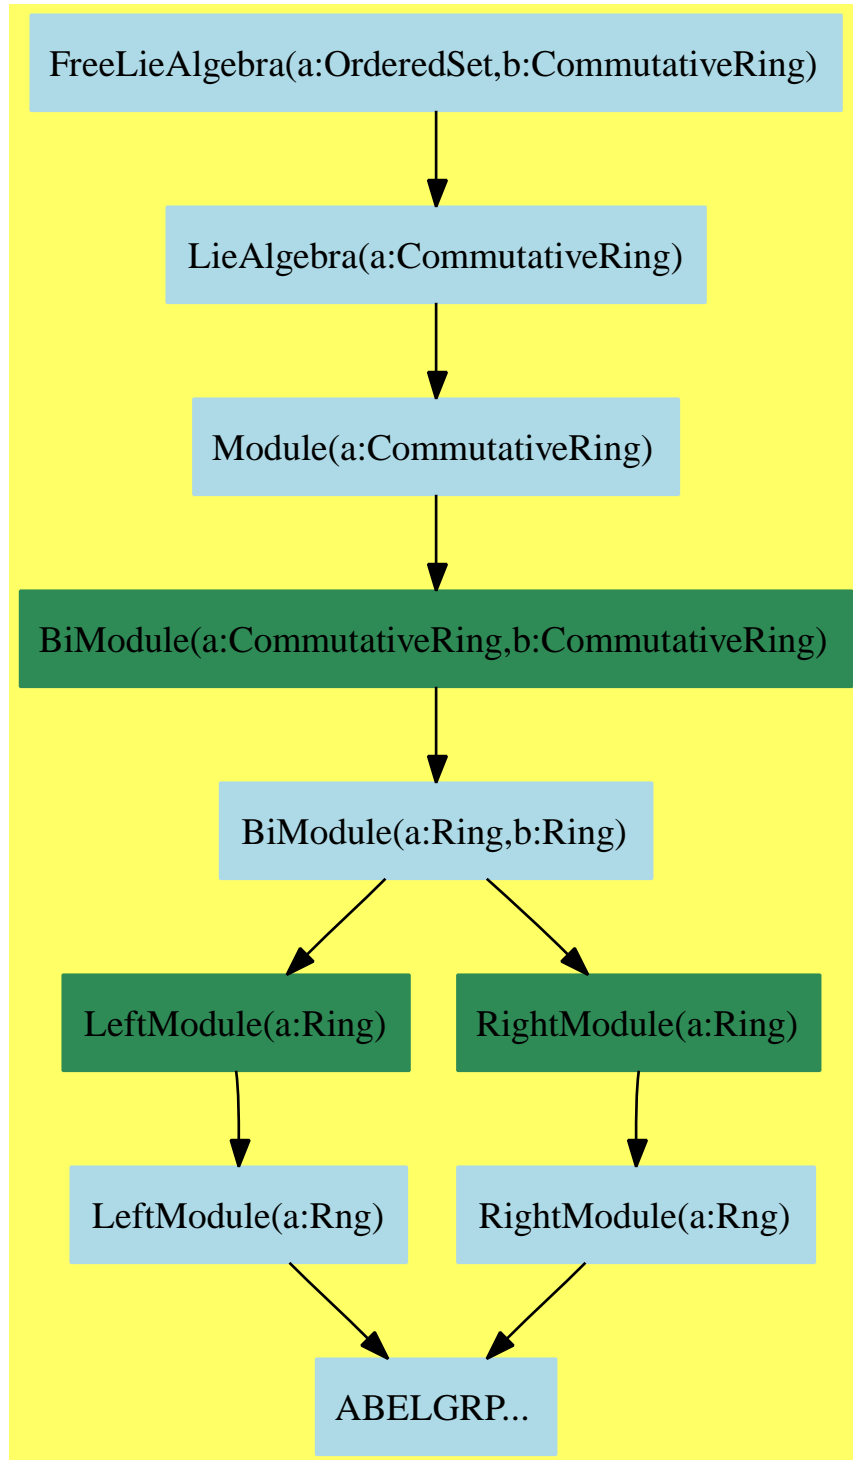 FreeLieAlgebra(a:OrderedSet,b:CommutativeRing)
LieAlgebra(a:CommutativeRing)
Module(a:CommutativeRing)
BiModule(a:CommutativeRing,b:CommutativeRing)
BiModule(a:Ring,b:Ring)
LeftModule(a:Ring)
RightModule(a:Ring)
LeftModule(a:Rng)
RightModule(a:Rng)
ABELGRP...